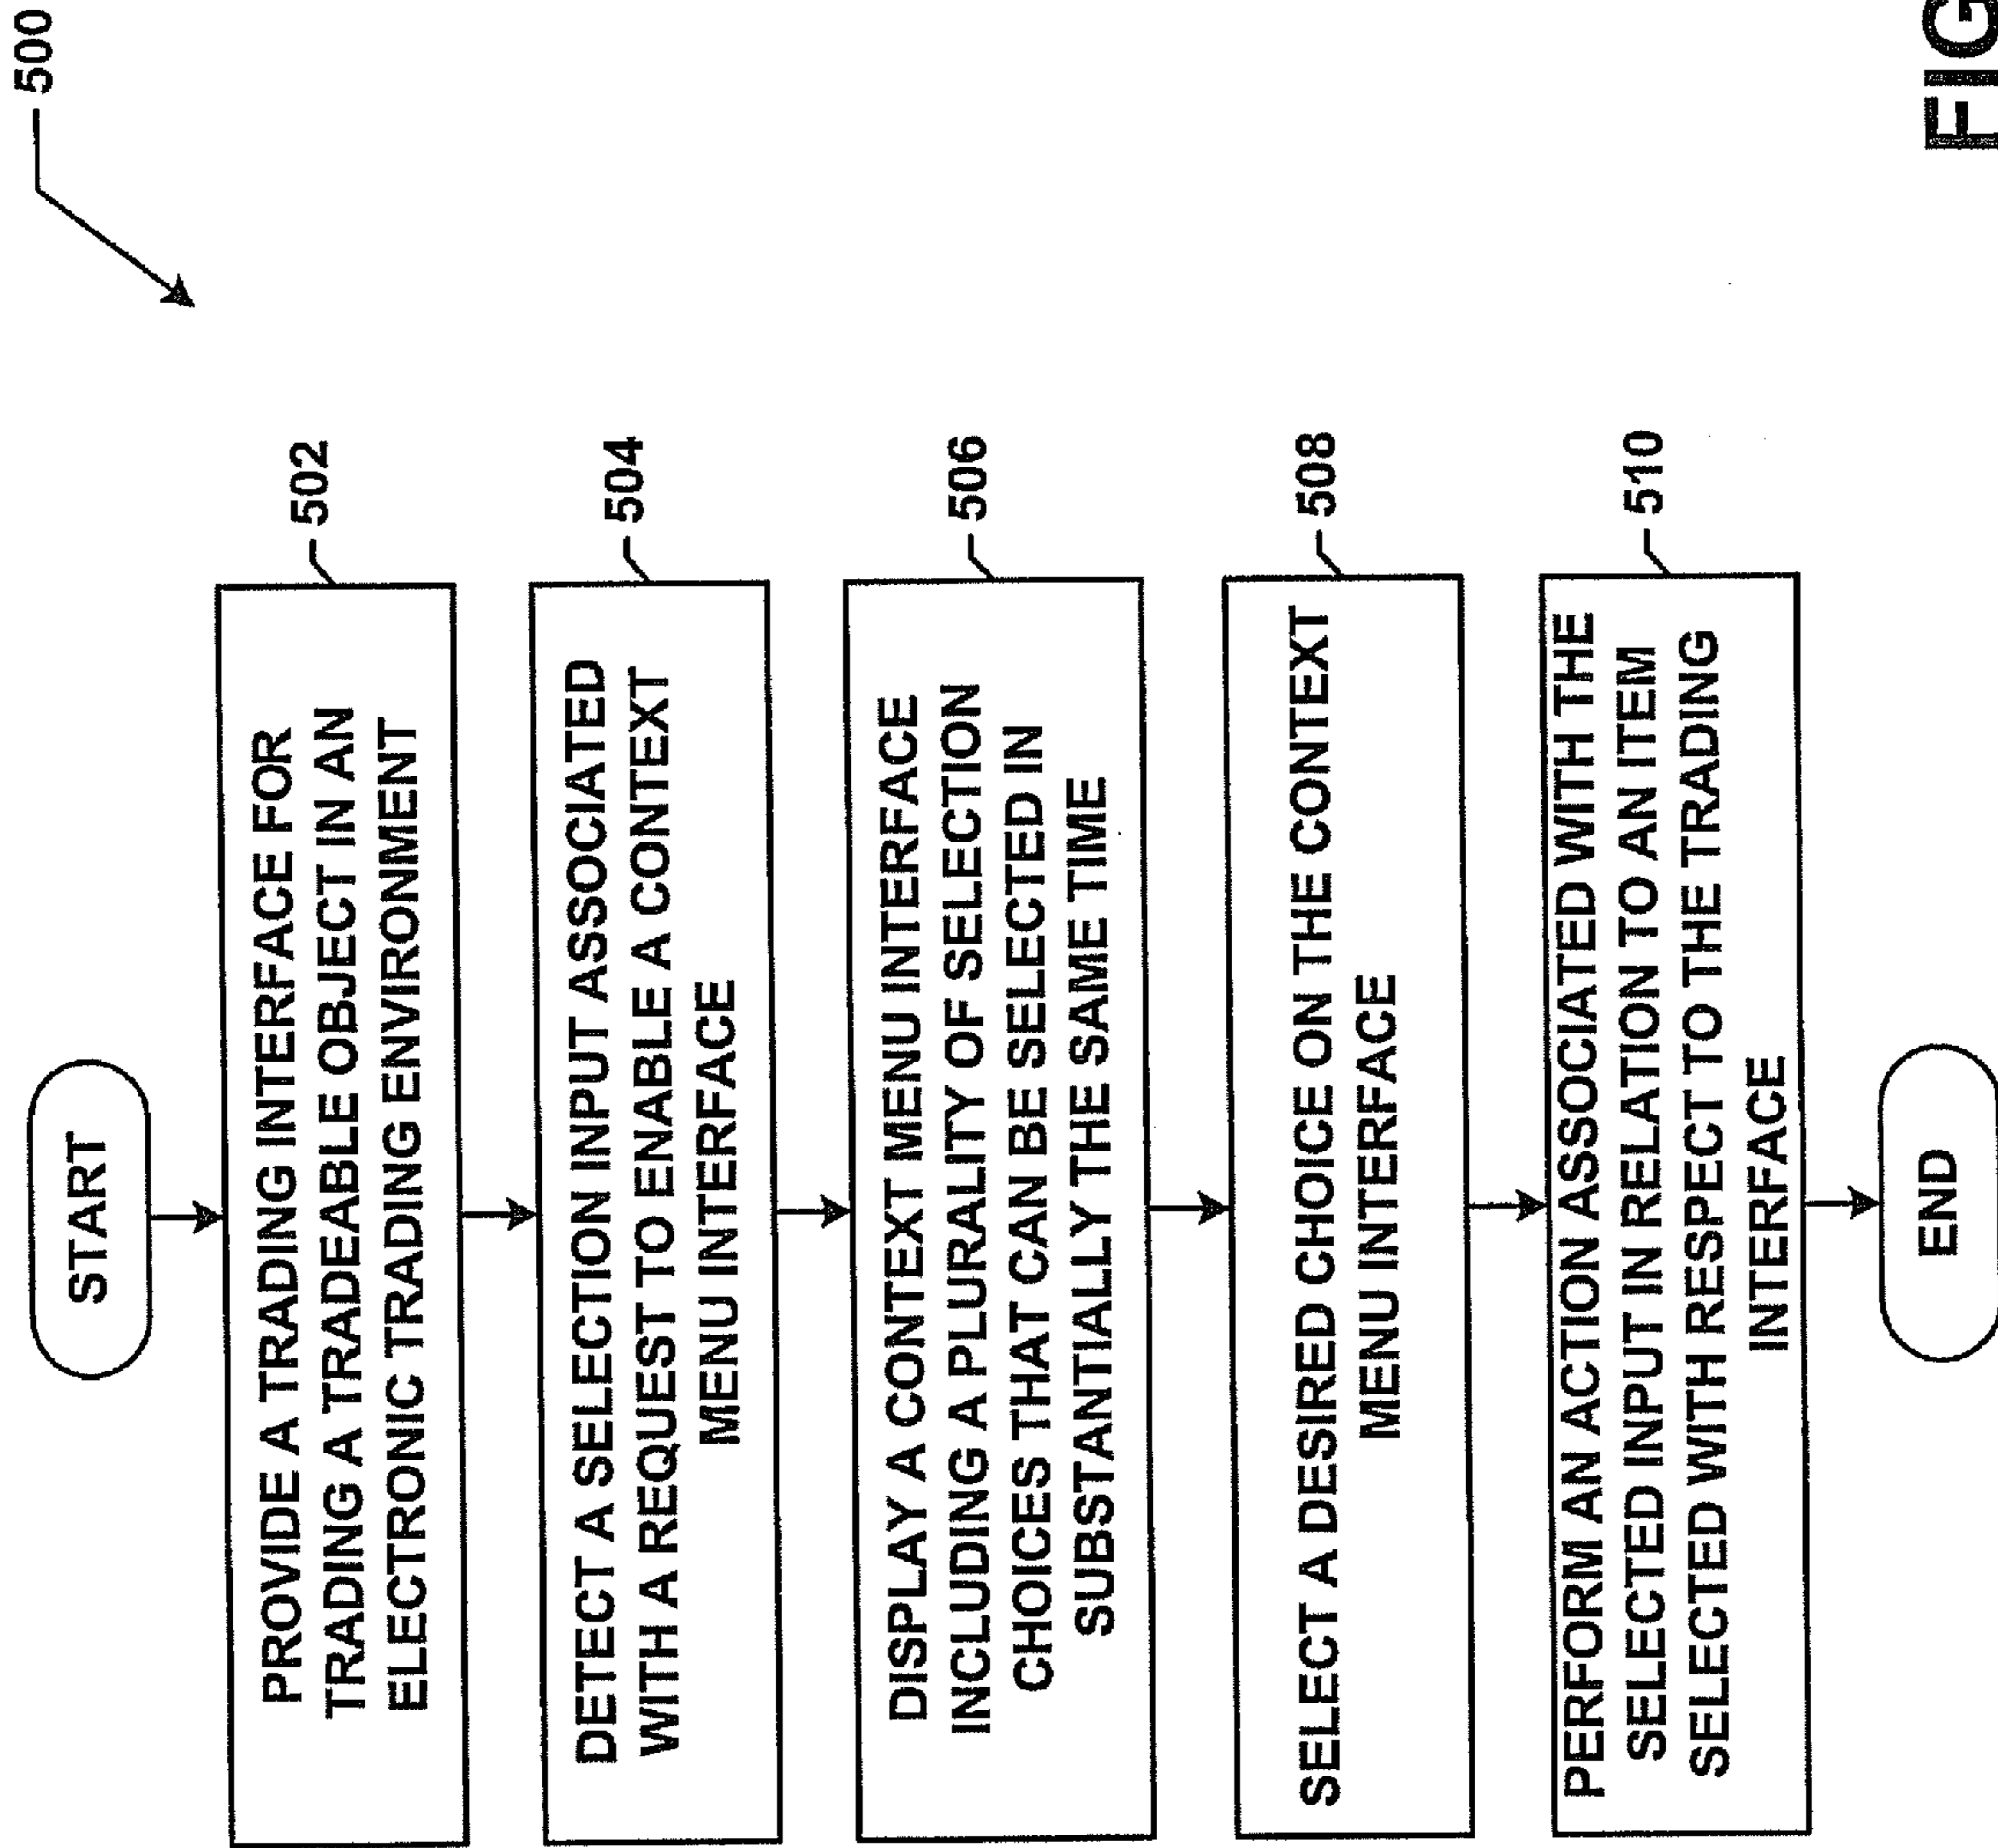 500
START
PROVIDE A TRADING INTERFACE FOR
TRADING A TRADEABLE OBJECT IN AN
ELECTRONIC TRADING ENVIRONMENT
502
DETECT A SELECTION INPUT ASSOCIATED
WITH A REQUEST TO ENABLE A CONTEXT
MENU INTERFACE
504
DISPLAY A CONTEXT MENU INTERFACE
INCLUDING A PLURALITY OF SELECTION
CHOICES THAT CAN BE SELECTED IN
SUBSTANTIALLY THE SAME TIME
506
SELECT A DESIRED CHOICE ON THE CONTEXT
MENU INTERFACE
508
PERFORM AN ACTION ASSOCIATED WITH THE
SELECTED INPUT IN RELATION TO AN ITEM
SELECTED WITH RESPECT TO THE TRADING
INTERFACE
510
END
FIG